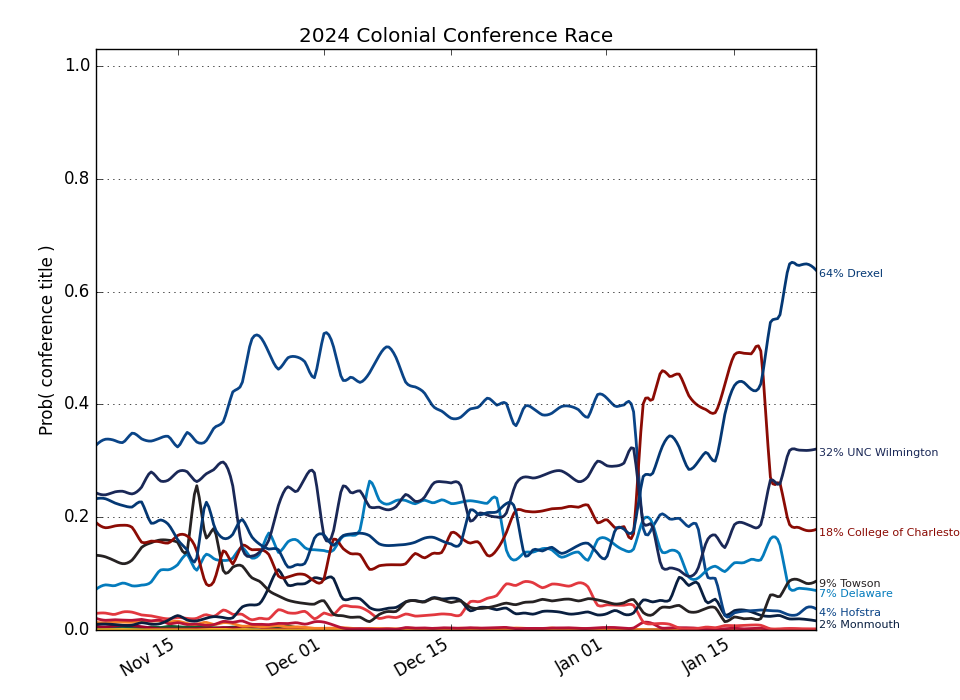 2024 Colonial Conference Race
Prob( conference title )
1.0
0.8
0.6
0.4
0.2
0.0
Nov 15
Dec 01
Dec 15
Jan 01
Jan 15
64% Drexel
32% UNC Wilmington
18% College of Charlesto
9% Towson
7% Delaware
4% Hofstra
2% Monmouth